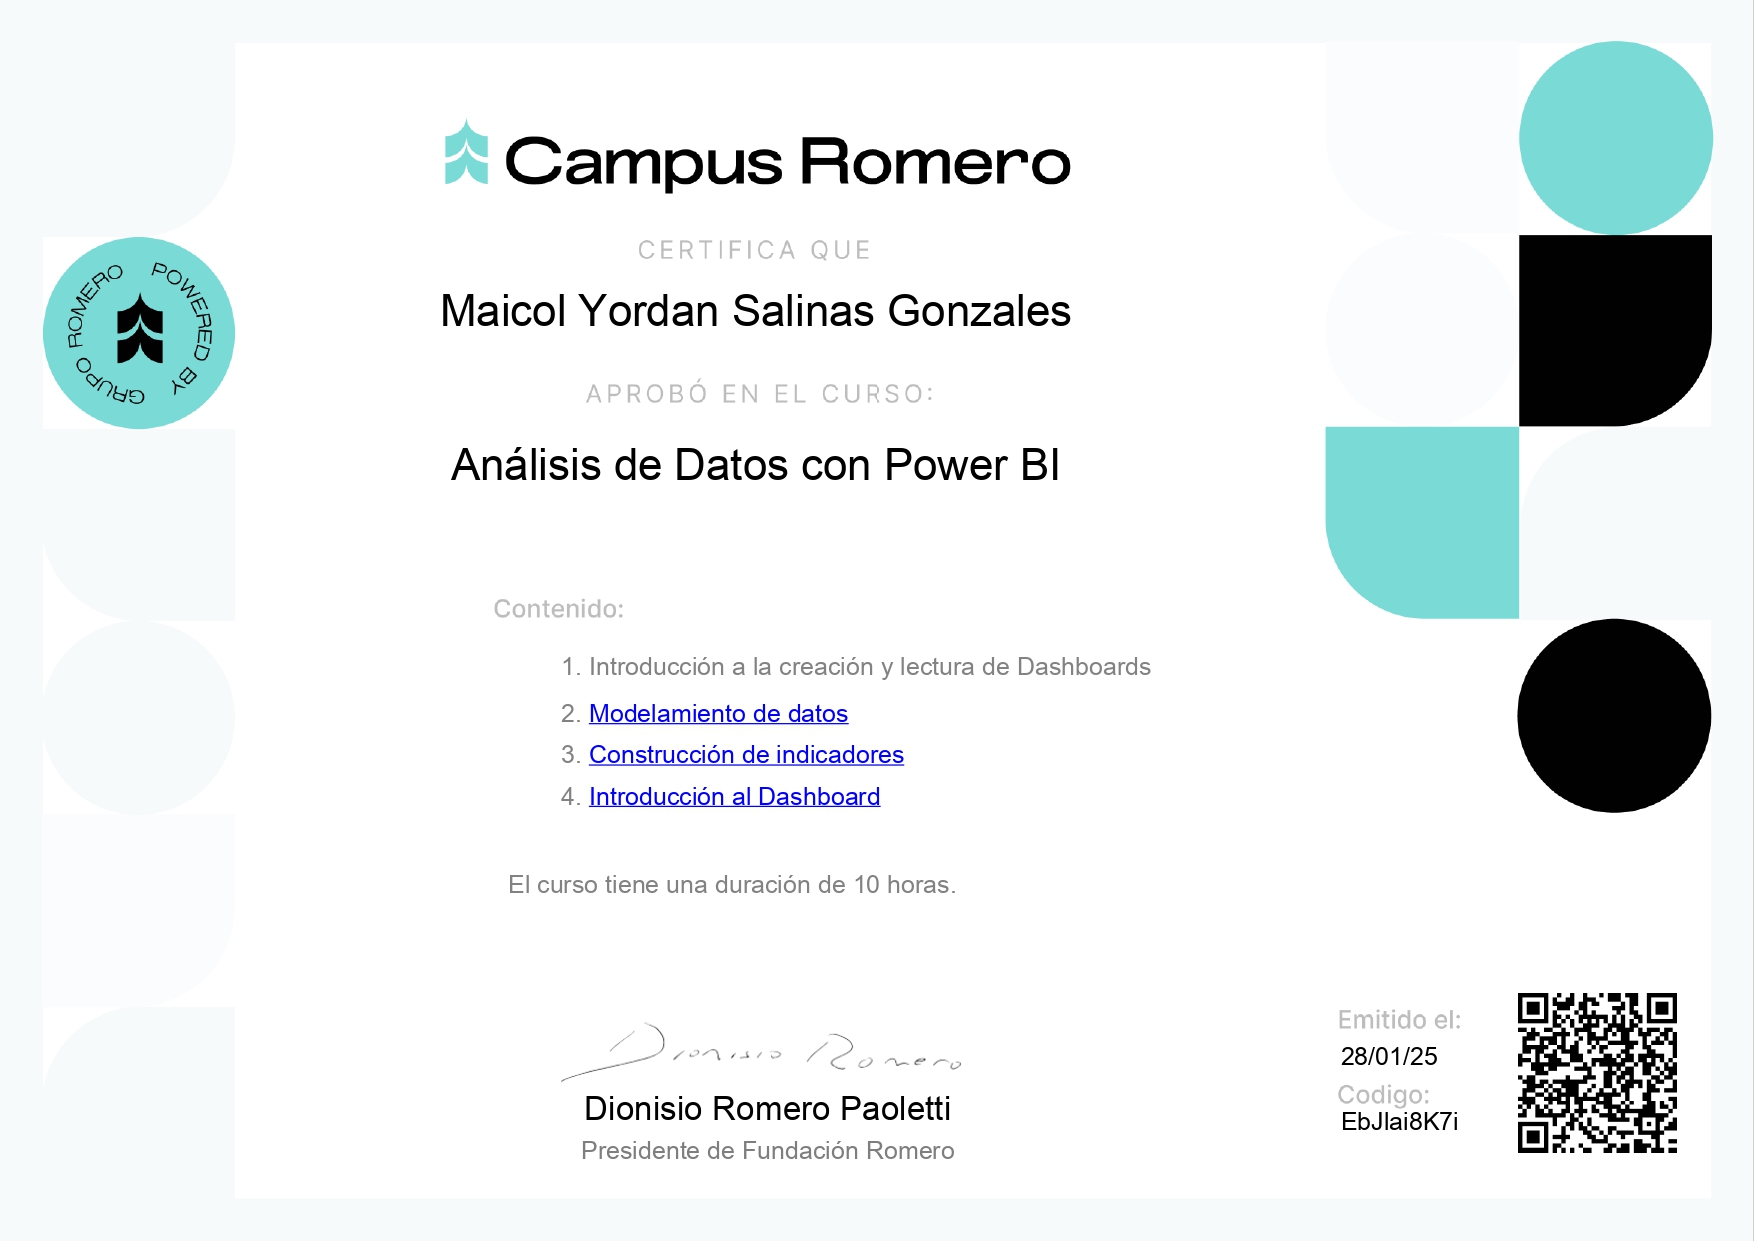 Campus Romero
CERTIFICA QUE
Maicol Yordan Salinas Gonzales
POWERED BY GRUPO ROMERO
APROBÓ EN EL CURSO:
Análisis de Datos con Power BI
Contenido:
1. Introducción a la creación y lectura de Dashboards
2. Modelamiento de datos
3. Construcción de indicadores
4. Introducción al Dashboard
El curso tiene una duración de 10 horas.
Dionisio Romero
Dionisio Romero Paoletti
Presidente de Fundación Romero
Emitido el:
28/01/25
Codigo:
EbJlai8K7i